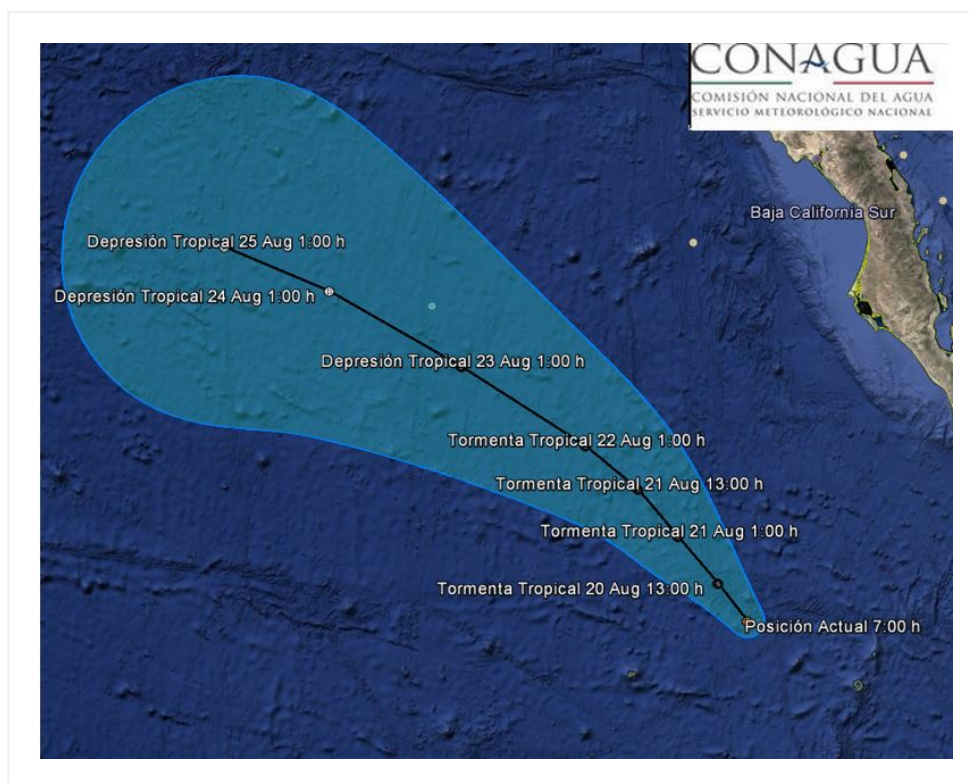 CONAGUA
COMISIÓN NACIONAL DEL AGUA
SERVICIO METEOROLÓGICO NACIONAL
Baja California Sur
Depresión Tropical 25 Aug 1:00 h
Depresión Tropical 24 Aug 1:00 h
Depresión Tropical 23 Aug 1:00 h
Tormenta Tropical 22 Aug 1:00 h
Tormenta Tropical 21 Aug 13:00 h
Tormenta Tropical 21 Aug 1:00 h
Tormenta Tropical 20 Aug 13:00 h
Posición Actual 7:00 h